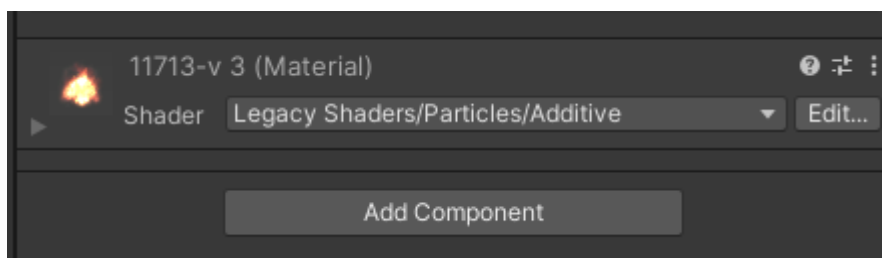 11713-v 3 (Material)
Shader Legacy Shaders/Particles/Additive Edit...
Add Component